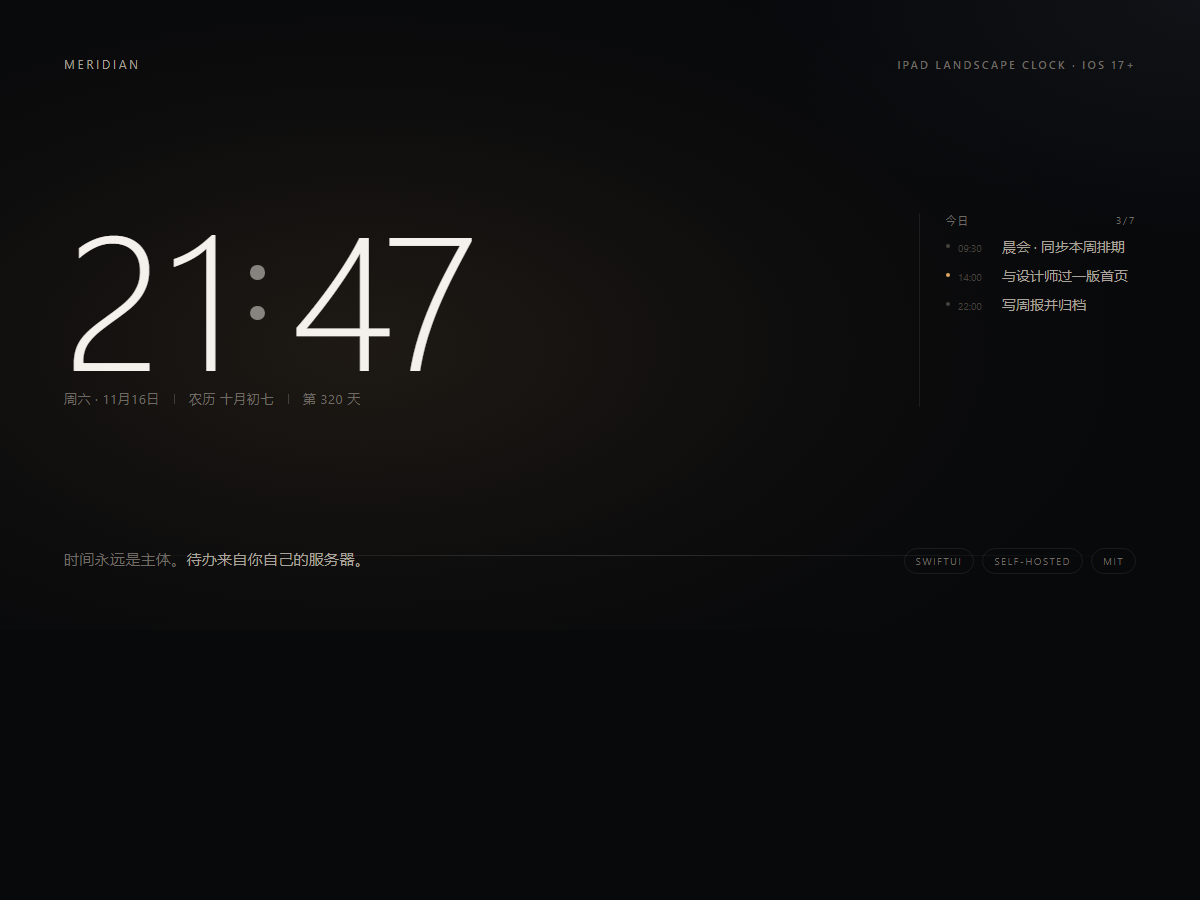 MERIDIAN
IPAD LANDSCAPE CLOCK · IOS 17+
21:47
周六 · 11月16日 | 农历 十月初七 | 第 320 天
今日 3/7
09:30 晨会 · 同步本周排期
14:00 与设计师过一版首页
22:00 写周报并归档
时间永远是主体。待办来自你自己的服务器。
SWIFTUI SELF-HOSTED MIT